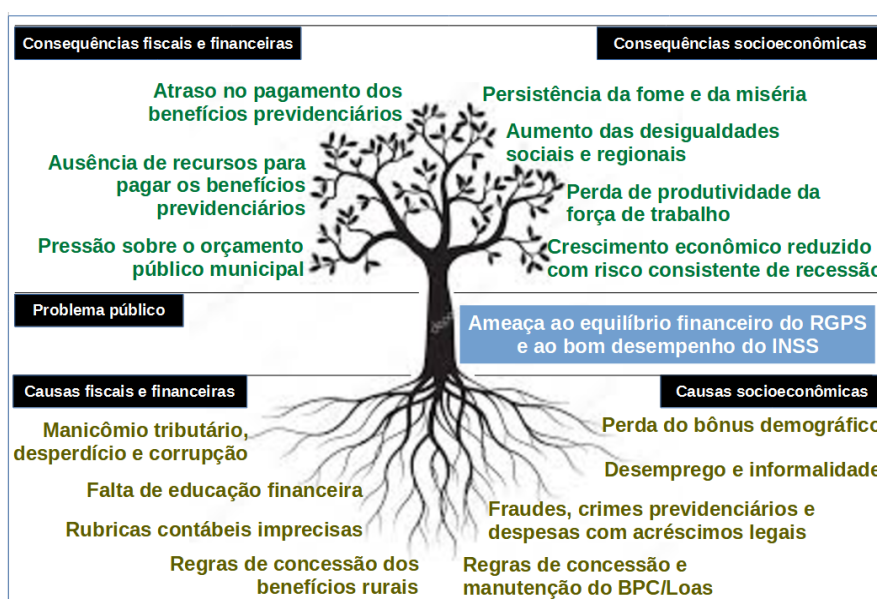 Consequências fiscais e financeiras
Consequências socioeconômicas
Atraso no pagamento dos
benefícios previdenciários
Ausência de recursos para
pagar os benefícios
previdenciários
Pressão sobre o orçamento
público municipal
Persistência da fome e da miséria
Aumento das desigualdades
sociais e regionais
Perda de produtividade da
força de trabalho
Crescimento econômico reduzido
com risco consistente de recessão
Problema público
Ameaça ao equilíbrio financeiro do RGPS
e ao bom desempenho do INSS
Causas fiscais e financeiras
Causas socioeconômicas
Manicômio tributário,
desperdício e corrupção
Falta de educação financeira
Rubricas contábeis imprecisas
Regras de concessão dos
benefícios rurais
Perda do bônus demográfico
Desemprego e informalidade
Fraudes, crimes previdenciários e
despesas com acréscimos legais
Regras de concessão e
manutenção do BPC/Loas